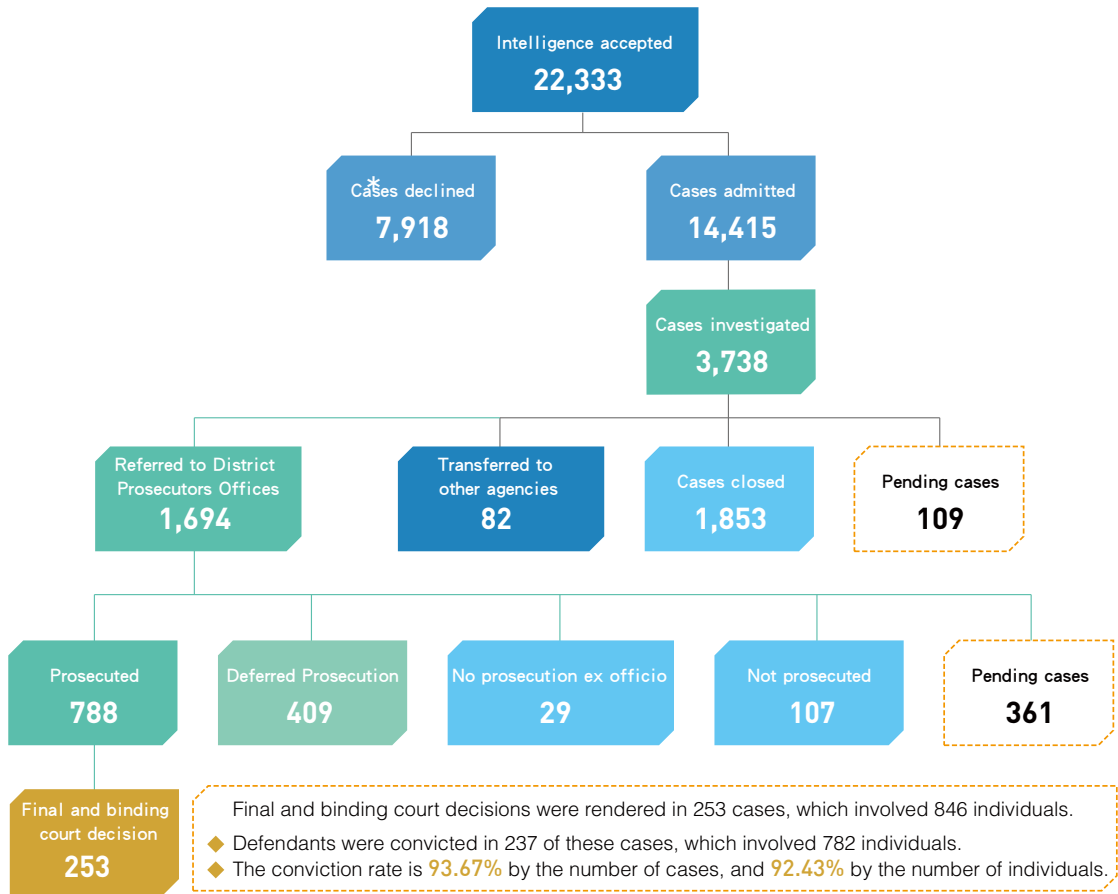 Intelligence accepted
22,333
Cases declined
*
7,918
Cases admitted
14,415
Cases investigated
3,738
Referred to District
Prosecutors Offices
1,694
Transferred to
other agencies
82
Cases closed
1,853
Pending cases
109
Prosecuted
788
Deferred Prosecution
409
No prosecution ex officio
29
Not prosecuted
107
Pending cases
361
Final and binding
court decision
253
Final and binding court decisions were rendered in 253 cases, which involved 846 individuals.
◆ Defendants were convicted in 237 of these cases, which involved 782 individuals.
◆ The conviction rate is 93.67% by the number of cases, and 92.43% by the number of individuals.